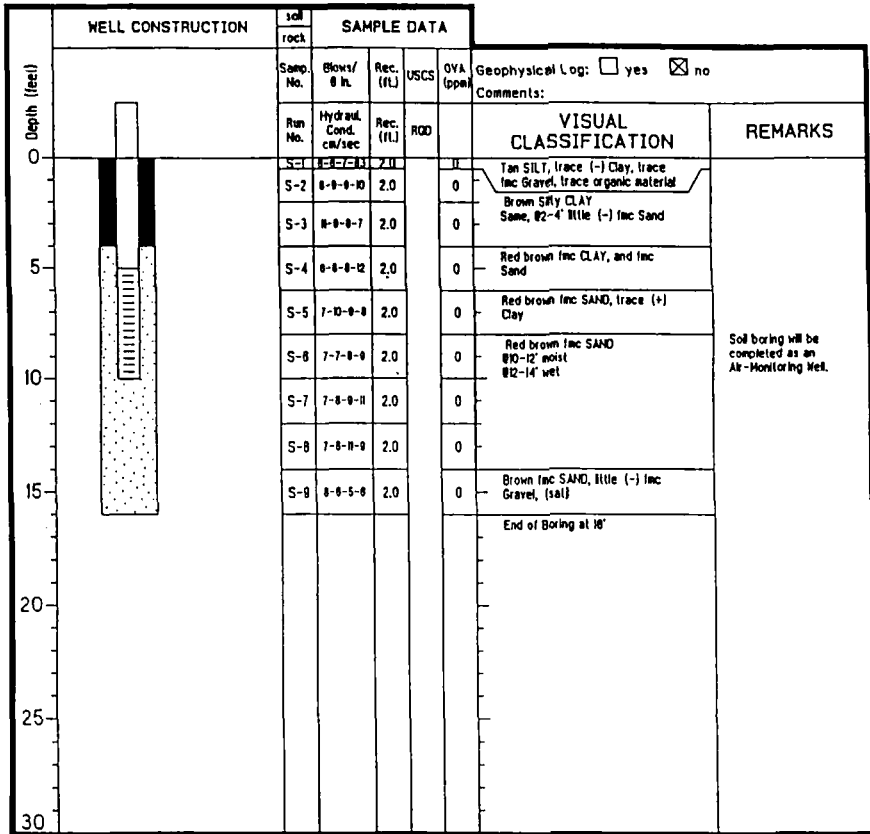 WELL CONSTRUCTION
soil
rock
SAMPLE DATA
Depth (feet)
Samp. No.
Blows/ 6 in.
Rec. (ft.)
USCS
OVA (ppm)
Geophysical Log: yes no
Comments:
Run No.
Hydraul. Cond. cm/sec
Rec. (ft.)
RQD
VISUAL CLASSIFICATION
REMARKS
0
S-1 2.0 0
Tan SILT, trace (-) Clay, trace
fmc Gravel, trace organic material
S-2 2.0 0
Brown Silty CLAY
Same, @2-4' little (-) fmc Sand
S-3 2.0 0
5
S-4 2.0 0
Red brown fmc CLAY, and fmc
Sand
S-5 7-10-9-8 2.0 0
Red brown fmc SAND, trace (+)
Clay
S-6 7-7-8-9 2.0 0
Red brown fmc SAND
@10-12' moist
@12-14' wet
Soil boring will be
completed as an
Air-Monitoring Well.
10
S-7 7-8-9-11 2.0 0
S-8 2.0 0
15
S-9 2.0 0
Brown fmc SAND, little (-) fmc
Gravel, (sat)
End of Boring at 16'
20
25
30